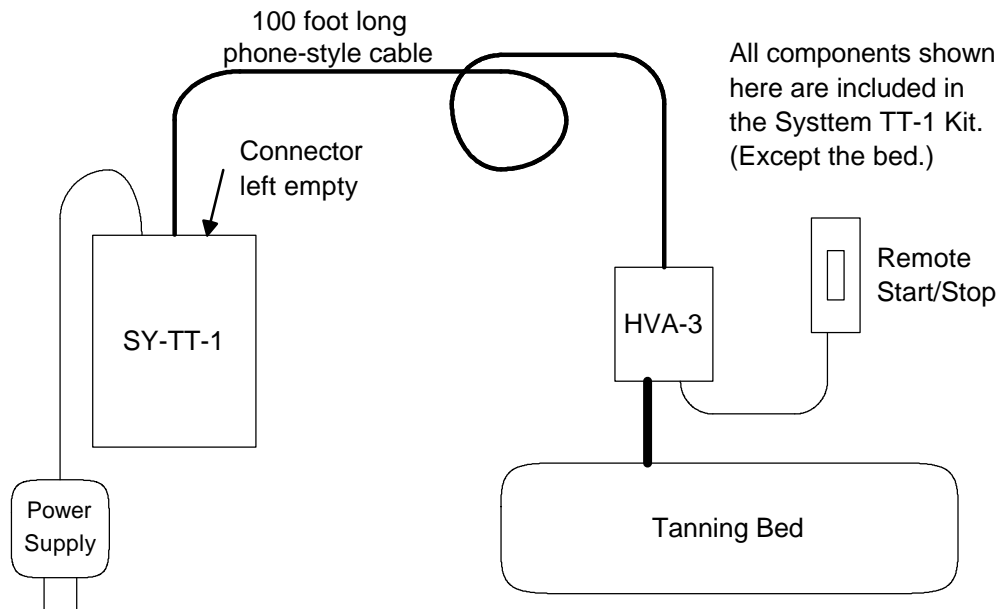 100 foot long
phone-style cable
All components shown
here are included in
the Systtem TT-1 Kit.
(Except the bed.)
Connector
left empty
Remote
Start/Stop
SY-TT-1
HVA-3
Power
Supply
Tanning Bed